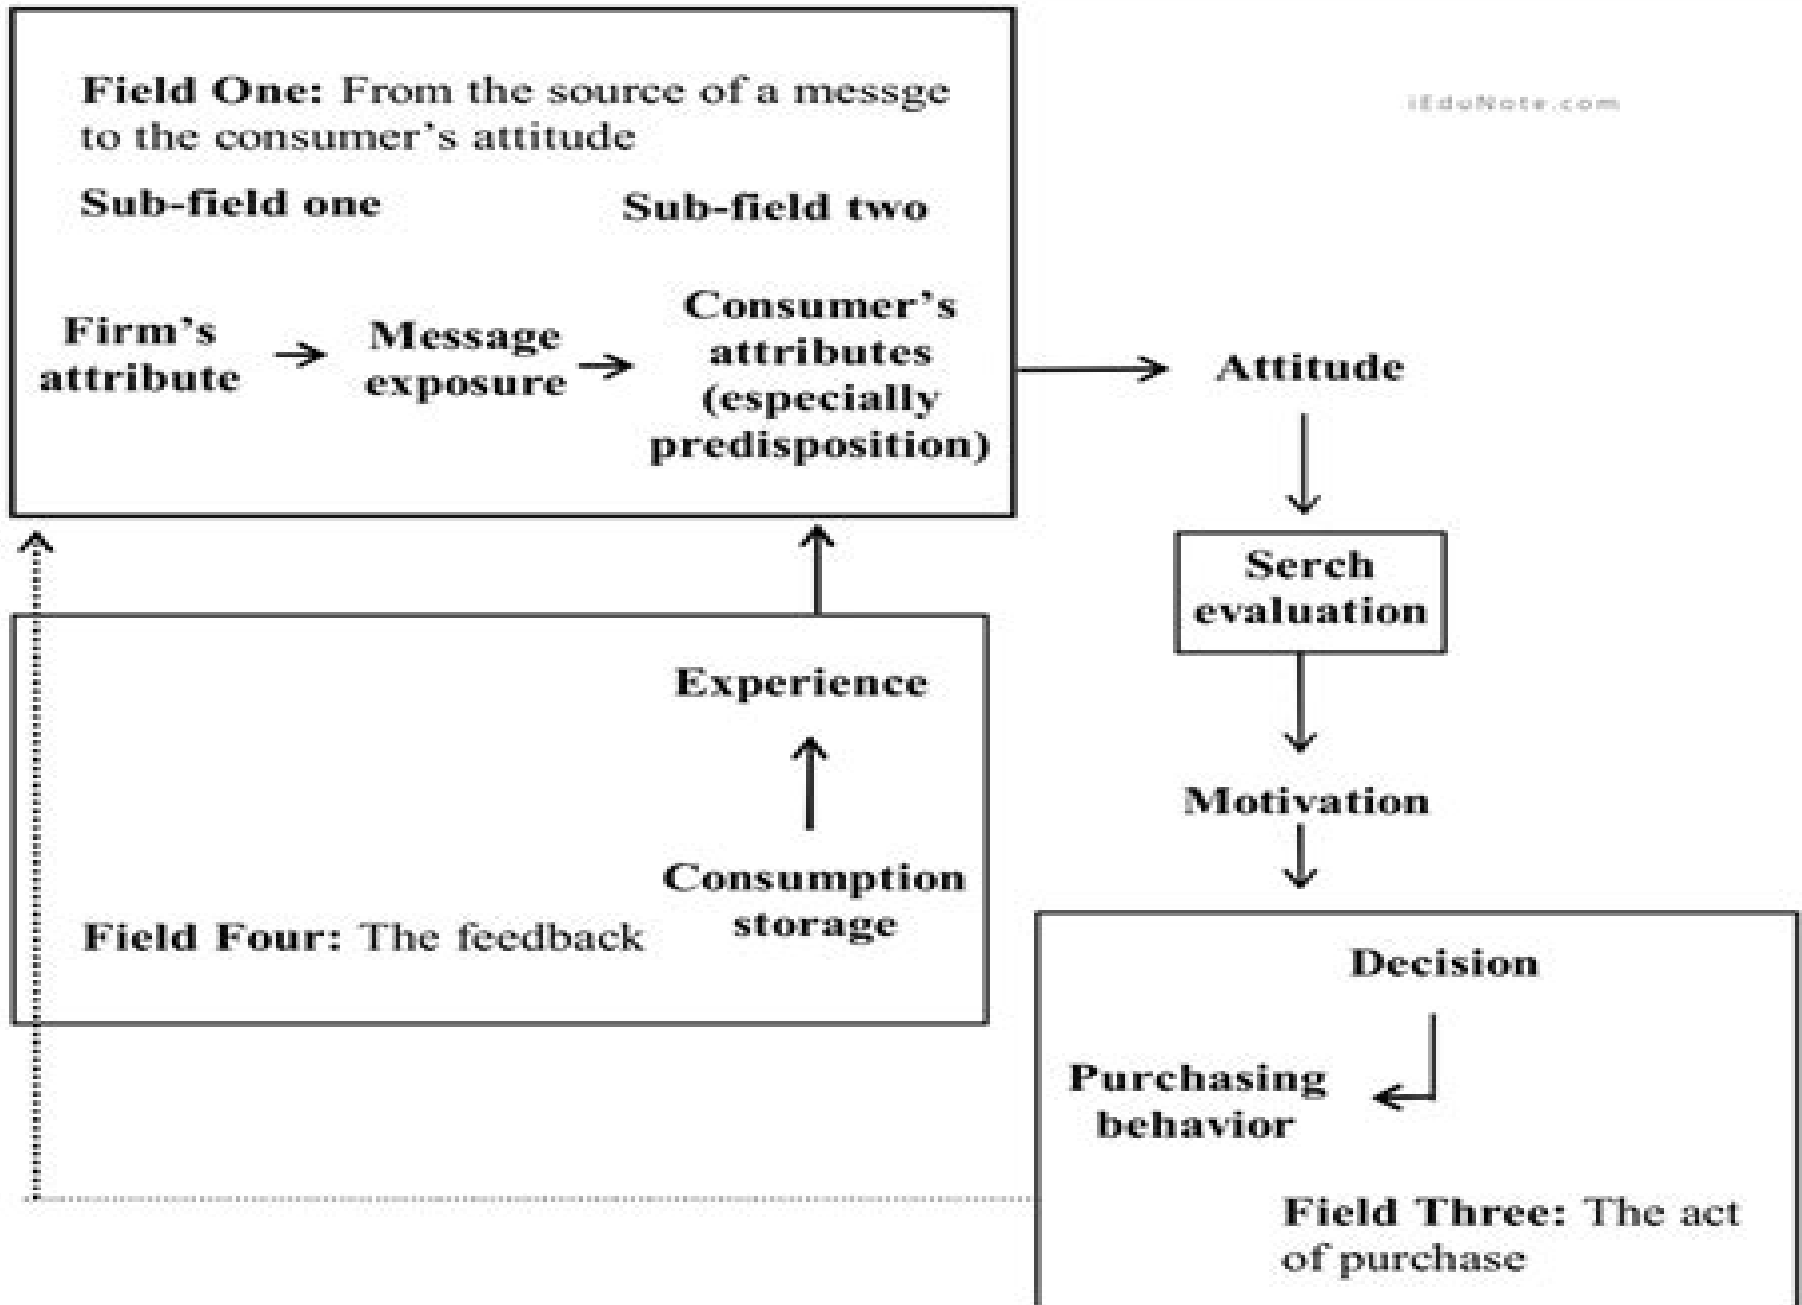 Field One: From the source of a messge
to the consumer's attitude
iEduNote.com
Sub-field one
Sub-field two
Firm's
attribute
Message
exposure
Consumer's
attributes
(especially
predisposition)
Attitude
Serch
evaluation
Experience
Motivation
Consumption
storage
Field Four: The feedback
Decision
Purchasing
behavior
Field Three: The act
of purchase